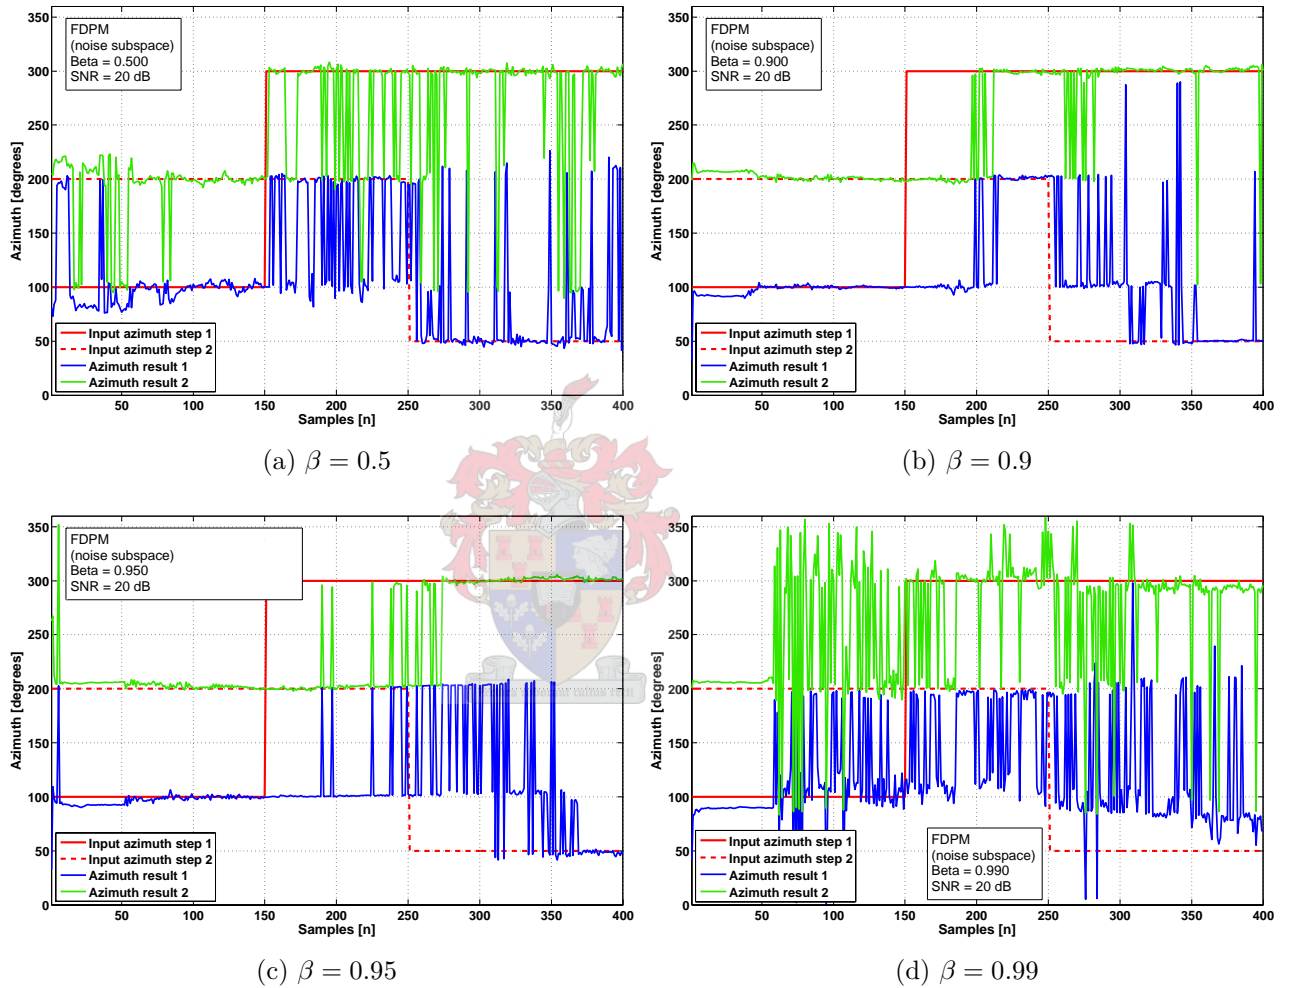 FDPM
(noise subspace)
Beta = 0.500
SNR = 20 dB
Azimuth [degrees]
350
300
250
200
150
100
50
0
Input azimuth step 1
Input azimuth step 2
Azimuth result 1
Azimuth result 2
50 100 150 200 250 300 350 400
Samples [n]
(a) β = 0.5
FDPM
(noise subspace)
Beta = 0.900
SNR = 20 dB
Azimuth [degrees]
350
300
250
200
150
100
50
0
Input azimuth step 1
Input azimuth step 2
Azimuth result 1
Azimuth result 2
50 100 150 200 250 300 350 400
Samples [n]
(b) β = 0.9
FDPM
(noise subspace)
Beta = 0.950
SNR = 20 dB
Azimuth [degrees]
350
300
250
200
150
100
50
0
Input azimuth step 1
Input azimuth step 2
Azimuth result 1
Azimuth result 2
50 100 150 200 250 300 350 400
Samples [n]
(c) β = 0.95
Azimuth [degrees]
350
300
250
200
150
100
50
0
Input azimuth step 1
Input azimuth step 2
Azimuth result 1
Azimuth result 2
FDPM
(noise subspace)
Beta = 0.990
SNR = 20 dB
50 100 150 200 250 300 350 400
Samples [n]
(d) β = 0.99